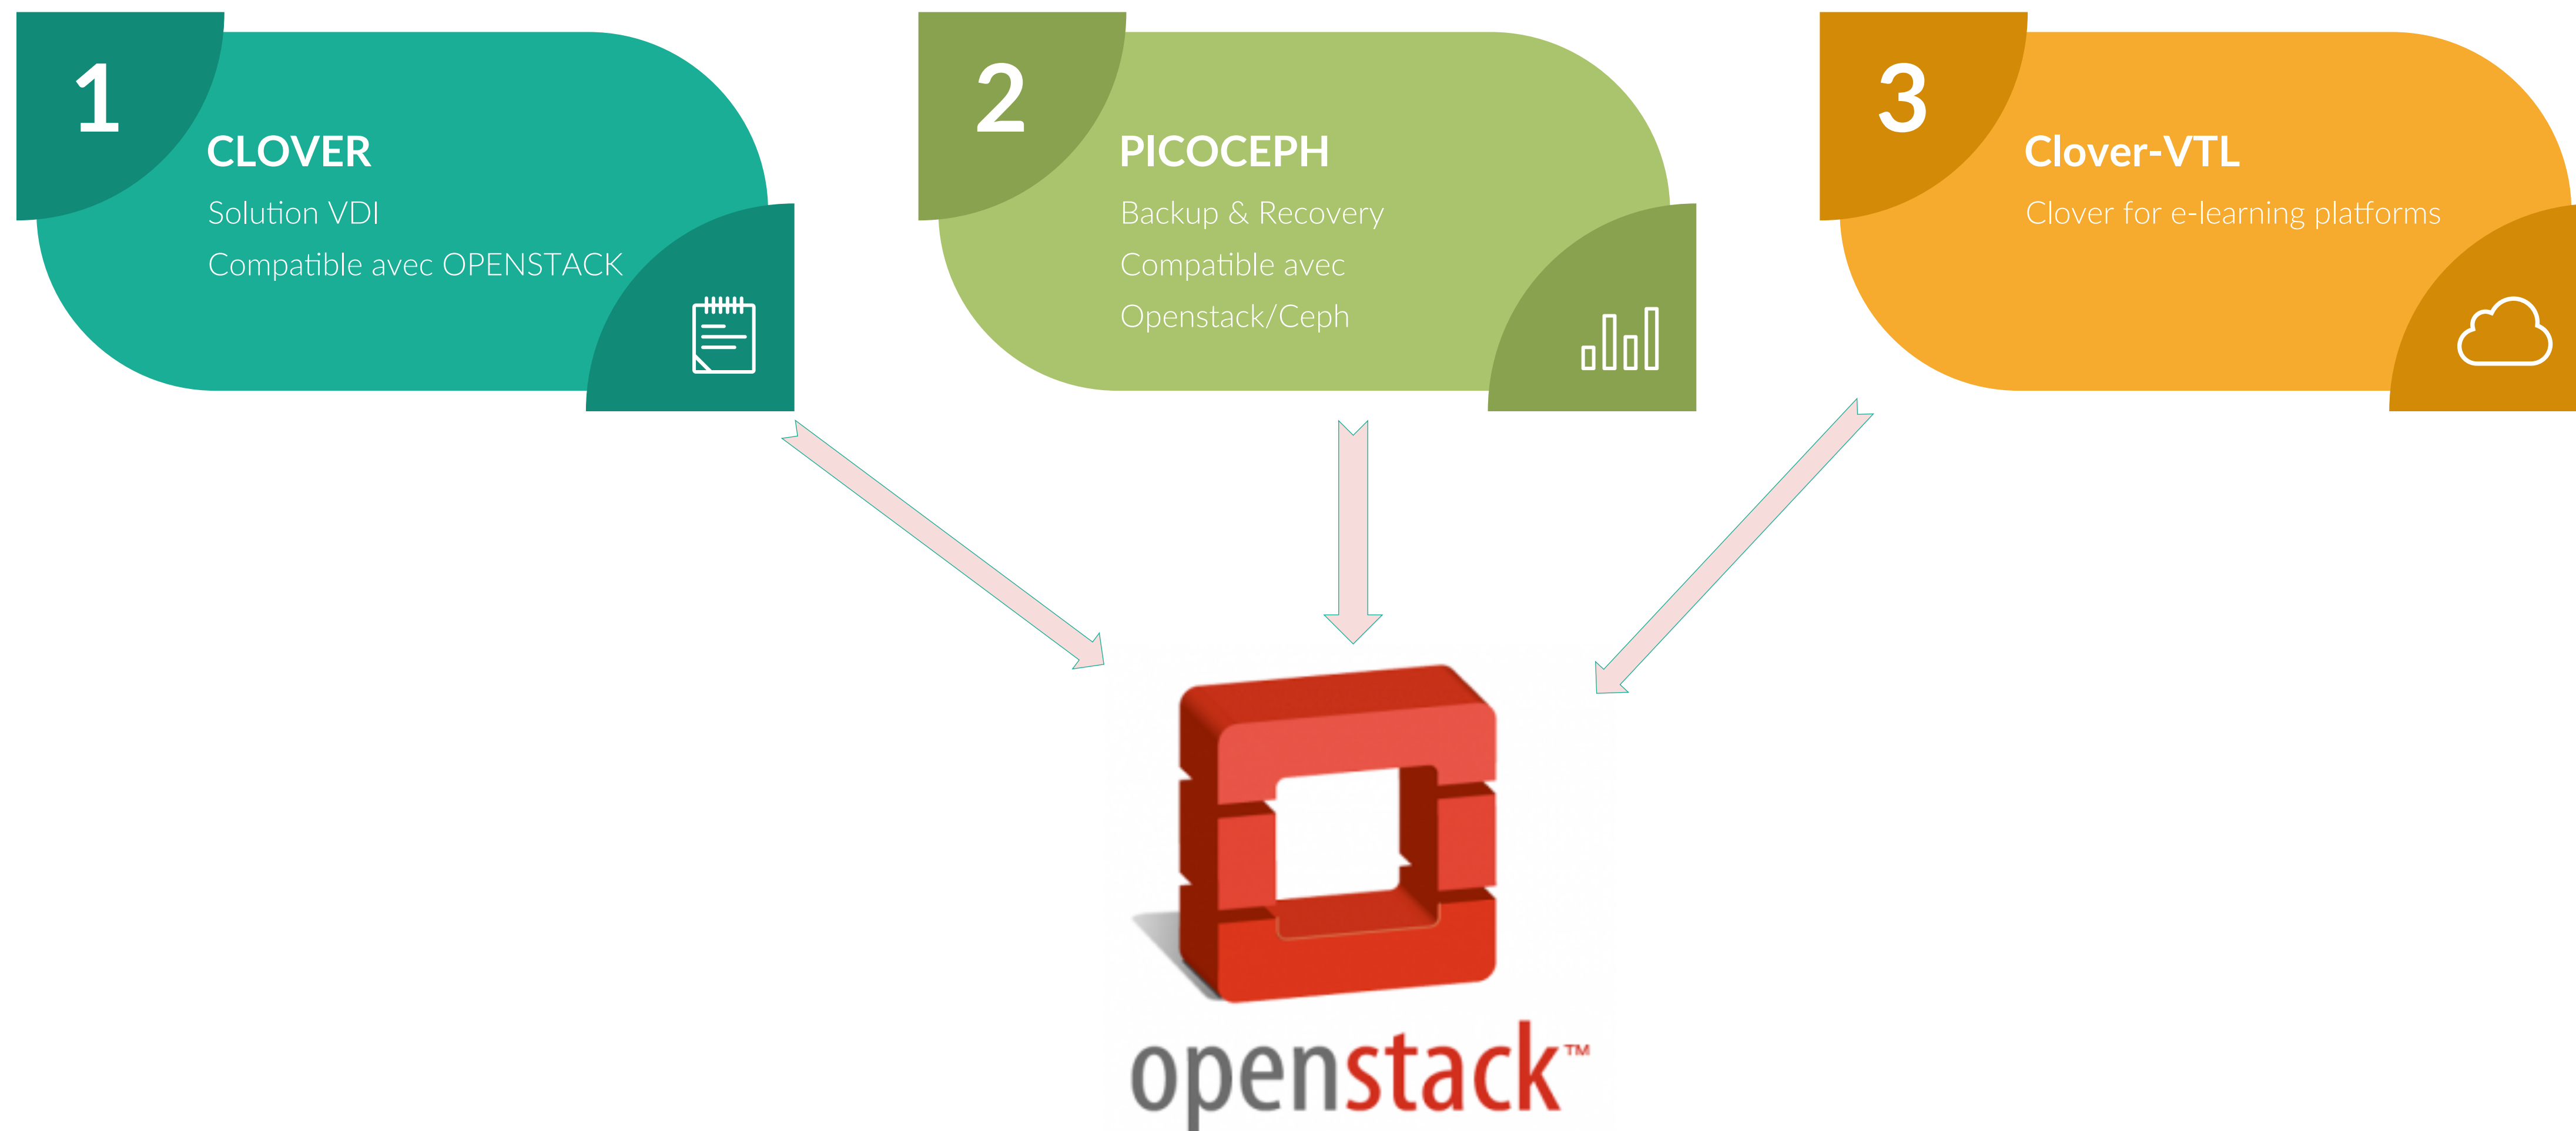 1
CLOVER
Solution VDI
Compatible avec OPENSTACK
2
PICOCEPH
Backup & Recovery
Compatible avec
Openstack/Ceph
3
Clover-VTL
Clover for e-learning platforms
openstack™